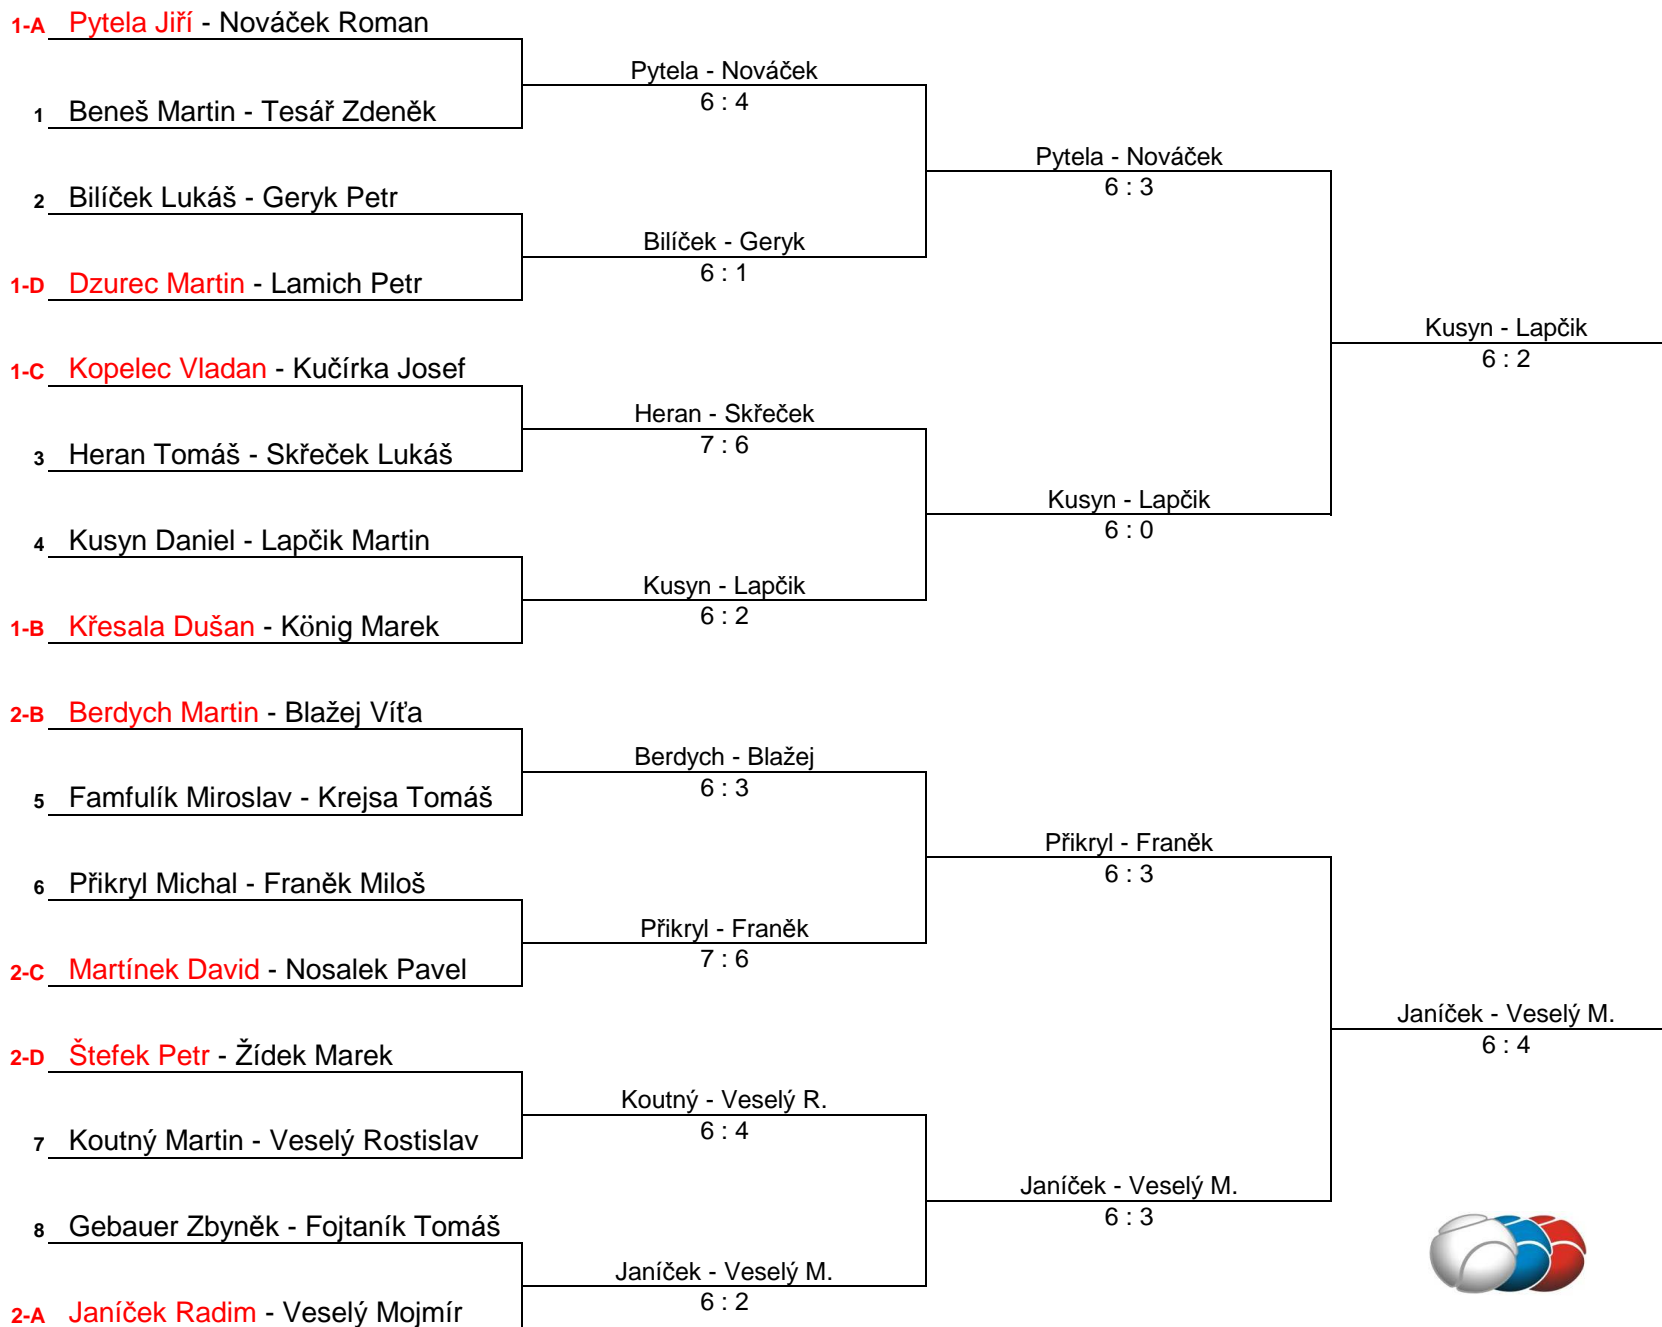 1-A Pytela Jiří - Nováček Roman
Pytela - Nováček
6 : 4
1 Beneš Martin - Tesář Zdeněk
Pytela - Nováček
6 : 3
2 Bilíček Lukáš - Geryk Petr
Bilíček - Geryk
6 : 1
1-D Dzurec Martin - Lamich Petr
Kusyn - Lapčik
6 : 2
1-C Kopelec Vladan - Kučírka Josef
Heran - Skřeček
7 : 6
3 Heran Tomáš - Skřeček Lukáš
Kusyn - Lapčik
6 : 0
4 Kusyn Daniel - Lapčik Martin
Kusyn - Lapčik
6 : 2
1-B Křesala Dušan - König Marek
2-B Berdych Martin - Blažej Víťa
Berdych - Blažej
6 : 3
5 Famfulík Miroslav - Krejsa Tomáš
Přikryl - Franěk
6 : 3
6 Přikryl Michal - Franěk Miloš
Přikryl - Franěk
7 : 6
2-C Martínek David - Nosalek Pavel
Janíček - Veselý M.
6 : 4
2-D Štefek Petr - Žídek Marek
Koutný - Veselý R.
6 : 4
7 Koutný Martin - Veselý Rostislav
Janíček - Veselý M.
6 : 3
8 Gebauer Zbyněk - Fojtaník Tomáš
Janíček - Veselý M.
6 : 2
2-A Janíček Radim - Veselý Mojmír